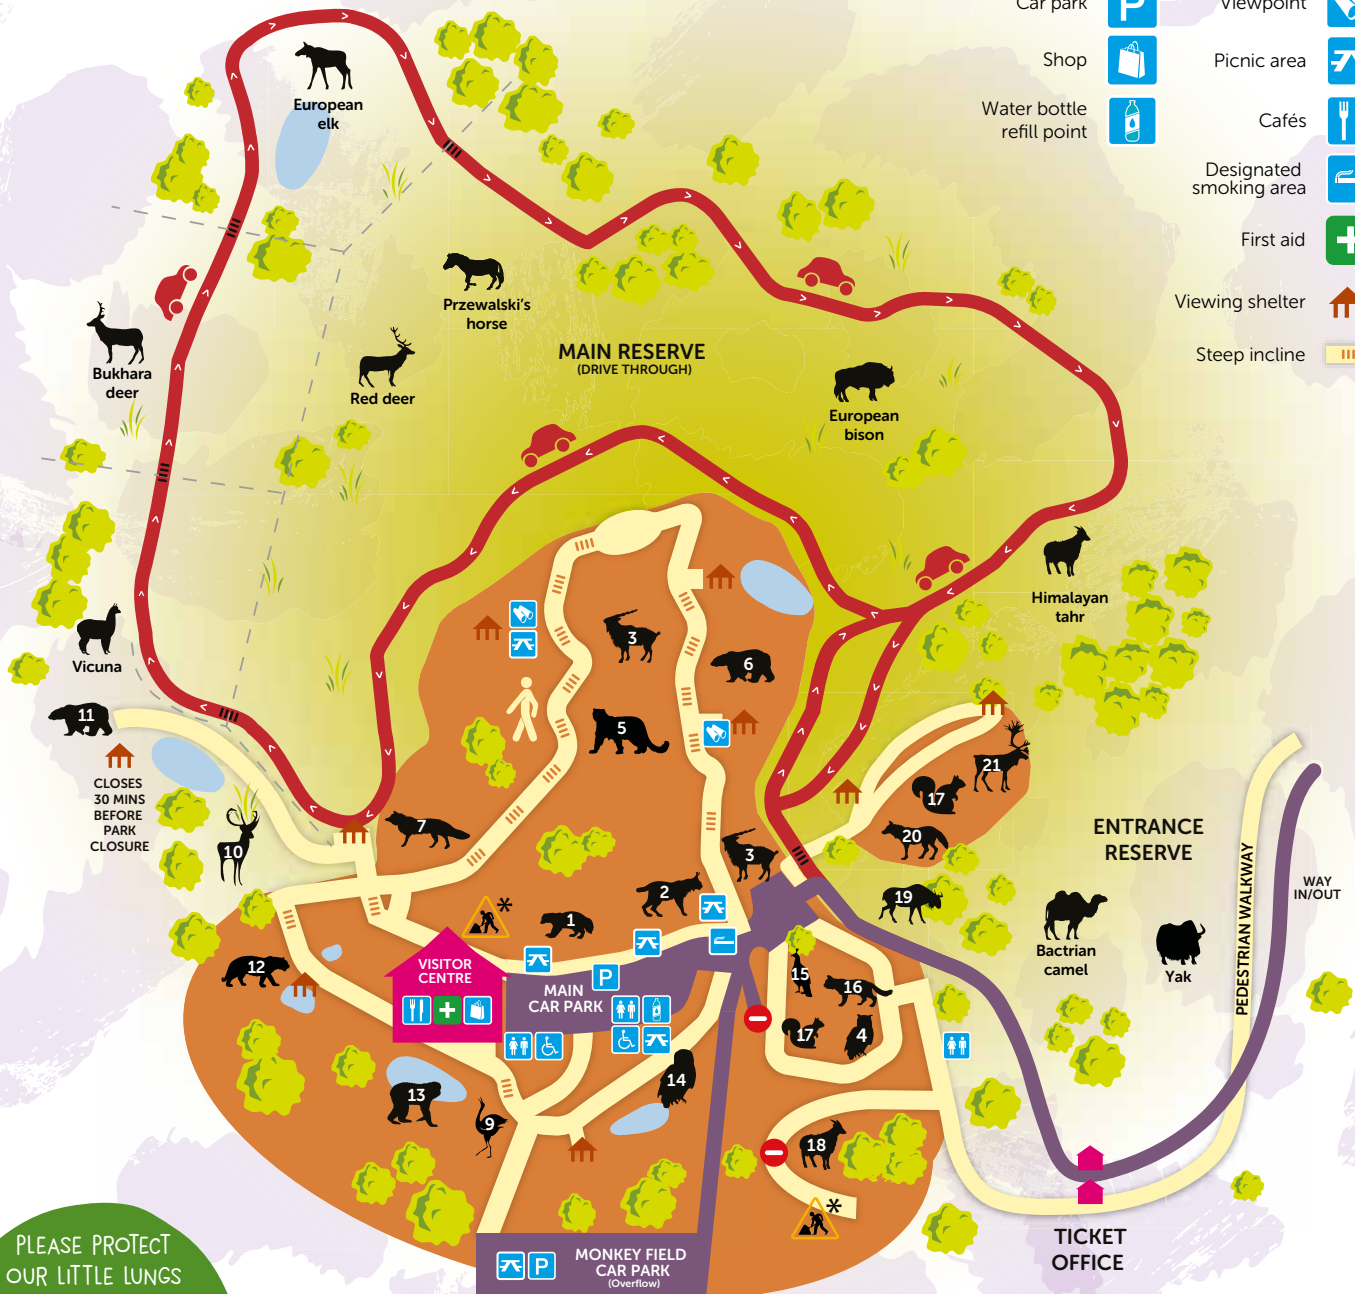 Car park
P
Viewpoint
Shop
Picnic area
Water bottle
refill point
Cafés
Designated
smoking area
First aid
Viewing shelter
Steep incline
European
elk
Przewalski's
horse
MAIN RESERVE
(DRIVE THROUGH)
Bukhara
deer
Red deer
European
bison
Himalayan
tahr
Vicuna
3
6
5
11
CLOSES
30 MINS
BEFORE
PARK
CLOSURE
10
7
21
17
20
ENTRANCE
RESERVE
3
2
1
*
19
Bactrian
camel
Yak
PEDESTRIAN WALKWAY
WAY
IN/OUT
12
VISITOR
CENTRE
MAIN
CAR PARK
P
15
16
17
4
13
9
14
18
*
TICKET
OFFICE
P
MONKEY FIELD
CAR PARK
(Overflow)
PLEASE PROTECT
OUR LITTLE LUNGS